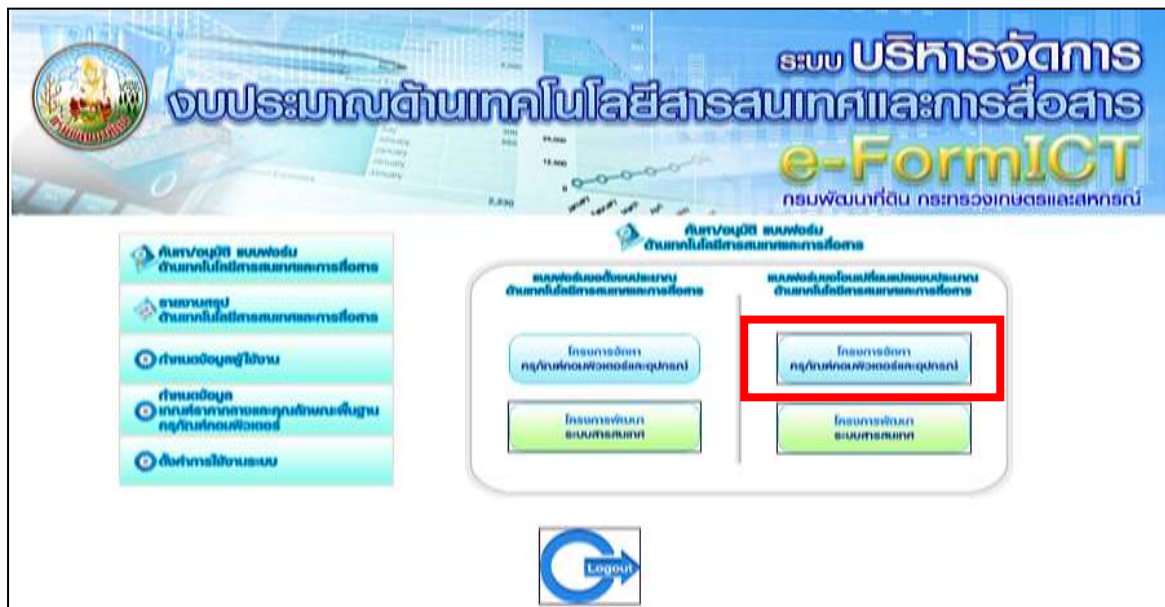 ระบบ บริหารจัดการ
งบประมาณด้านเทคโนโลยีสารสนเทศและการสื่อสาร
e-FormICT
กรมพัฒนาที่ดิน กระทรวงเกษตรและสหกรณ์
ค้นหา/อนุมัติ แบบฟอร์ม
ด้านเทคโนโลยีสารสนเทศและการสื่อสาร
รายงานสรุป
ด้านเทคโนโลยีสารสนเทศและการสื่อสาร
กำหนดข้อมูลผู้ใช้งาน
กำหนดข้อมูล
เกณฑ์ราคากลางและคุณลักษณะพื้นฐาน
ครุภัณฑ์คอมพิวเตอร์
ตั้งค่าการใช้งานระบบ
ค้นหา/อนุมัติ แบบฟอร์ม
ด้านเทคโนโลยีสารสนเทศและการสื่อสาร
แบบฟอร์มขอตั้งงบประมาณ
ด้านเทคโนโลยีสารสนเทศและการสื่อสาร
โครงการจัดหา
ครุภัณฑ์คอมพิวเตอร์และอุปกรณ์
โครงการพัฒนา
ระบบสารสนเทศ
แบบฟอร์มขอโอนเปลี่ยนแปลงงบประมาณ
ด้านเทคโนโลยีสารสนเทศและการสื่อสาร
โครงการจัดหา
ครุภัณฑ์คอมพิวเตอร์และอุปกรณ์
โครงการพัฒนา
ระบบสารสนเทศ
Logout